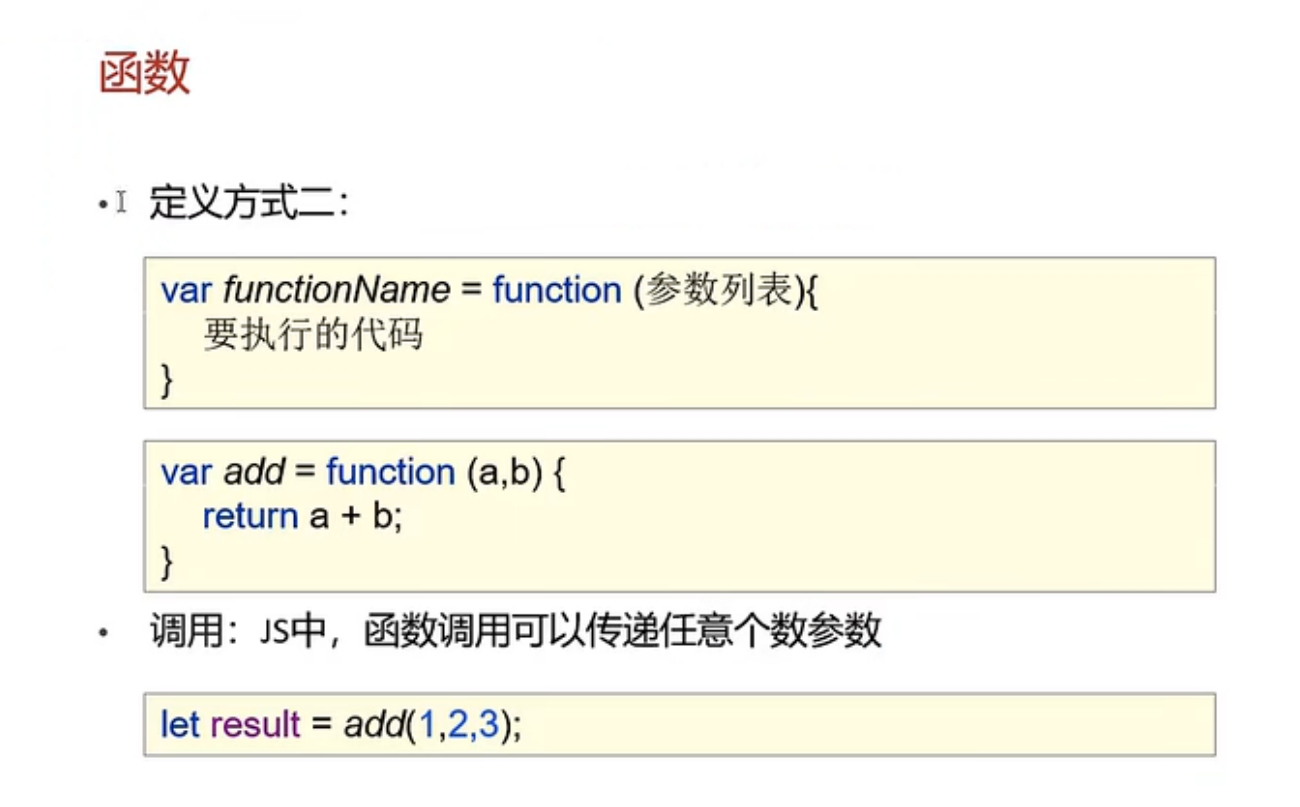 函数
• 定义方式二：
var functionName = function (参数列表){
要执行的代码
}
var add = function (a,b) {
return a + b;
}
• 调用：JS中，函数调用可以传递任意个数参数
let result = add(1,2,3);